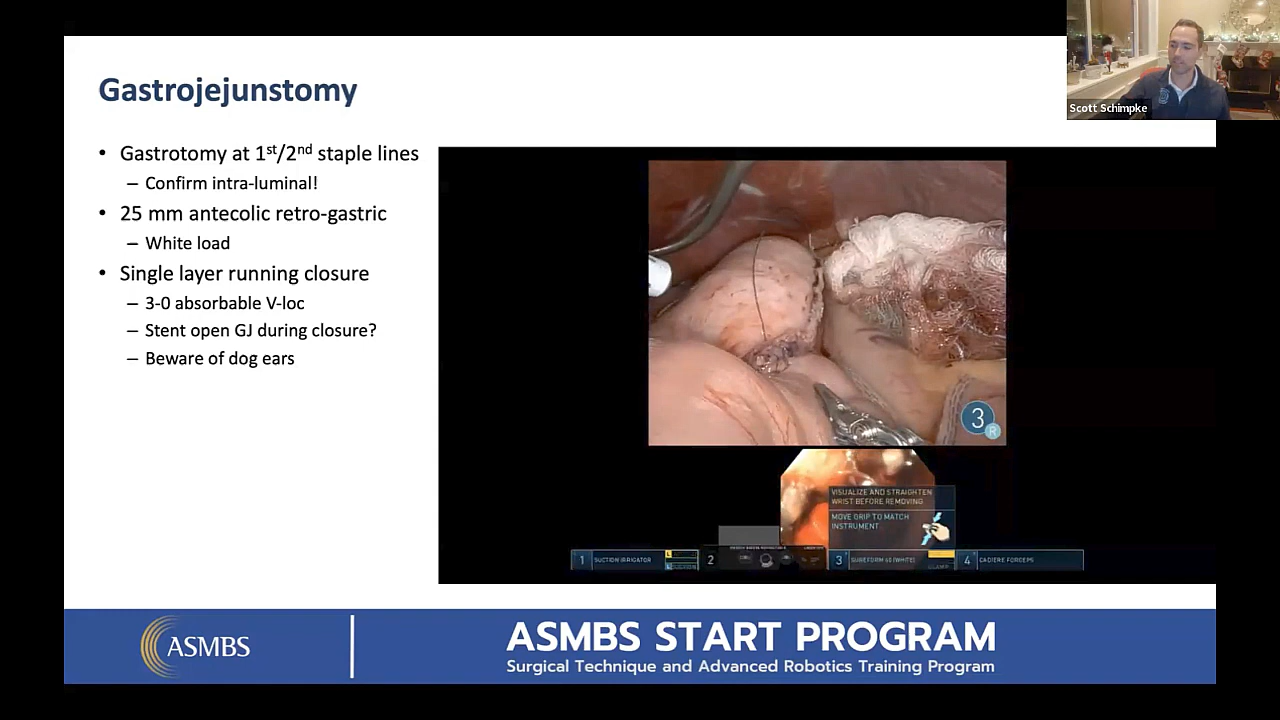 Scott Schimpke
Gastrojejunstomy
• Gastrotomy at 1st/2nd staple lines
– Confirm intra-luminal!
• 25 mm antecolic retro-gastric
– White load
• Single layer running closure
– 3-0 absorbable V-loc
– Stent open GJ during closure?
– Beware of dog ears
3
R
VISUALIZE AND STRAIGHTEN
WRIST BEFORE REMOVING
MOVE GRIP TO MATCH
INSTRUMENT
1 SUCTION IRRIGATOR
2
3 SUREFORM 60 (WHITE)
4 CADIERE FORCEPS
ASMBS
ASMBS START PROGRAM
Surgical Technique and Advanced Robotics Training Program